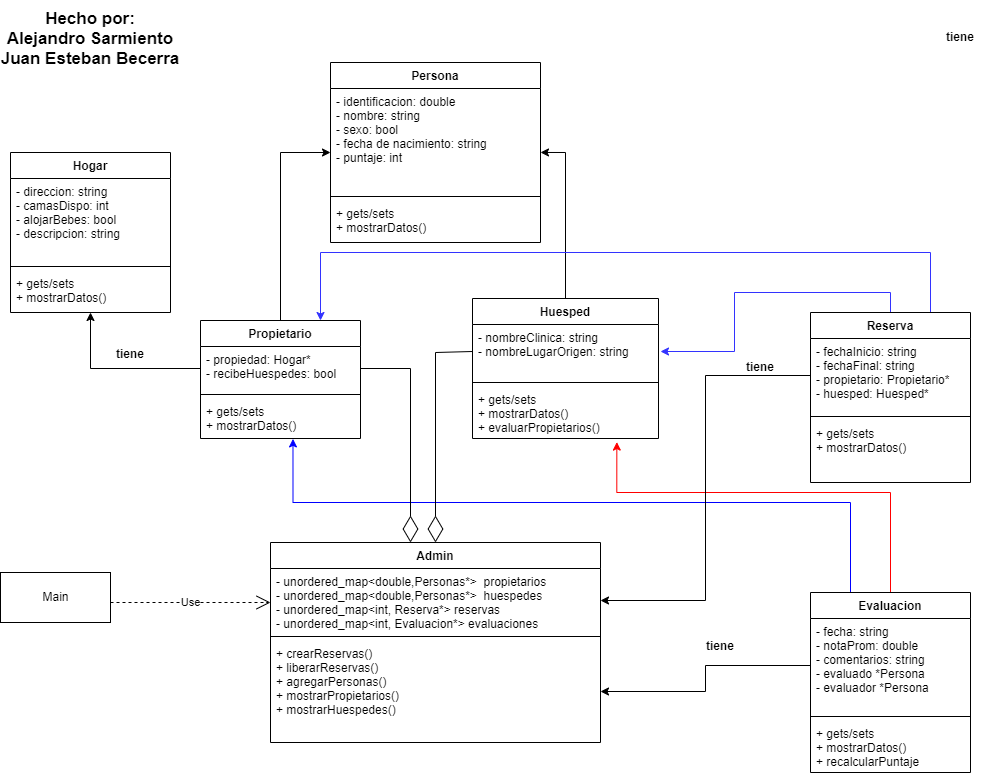 Hecho por:
Alejandro Sarmiento
Juan Esteban Becerra
tiene
Persona
- identificacion: double
- nombre: string
- sexo: bool
- fecha de nacimiento: string
- puntaje: int
+ gets/sets
+ mostrarDatos()
Hogar
- direccion: string
- camasDispo: int
- alojarBebes: bool
- descripcion: string
+ gets/sets
+ mostrarDatos()
tiene
Propietario
- propiedad: Hogar*
- recibeHuespedes: bool
+ gets/sets
+ mostrarDatos()
Huesped
- nombreClinica: string
- nombreLugarOrigen: string
+ gets/sets
+ mostrarDatos()
+ evaluarPropietarios()
tiene
Reserva
- fechaInicio: string
- fechaFinal: string
- propietario: Propietario*
- huesped: Huesped*
+ gets/sets
+ mostrarDatos()
Main
Use
Admin
- unordered_map<double,Personas*> propietarios
- unordered_map<double,Personas*> huespedes
- unordered_map<int, Reserva*> reservas
- unordered_map<int, Evaluacion*> evaluaciones
+ crearReservas()
+ liberarReservas()
+ agregarPersonas()
+ mostrarPropietarios()
+ mostrarHuespedes()
tiene
Evaluacion
- fecha: string
- notaProm: double
- comentarios: string
- evaluado *Persona
- evaluador *Persona
+ gets/sets
+ mostrarDatos()
+ recalcularPuntaje